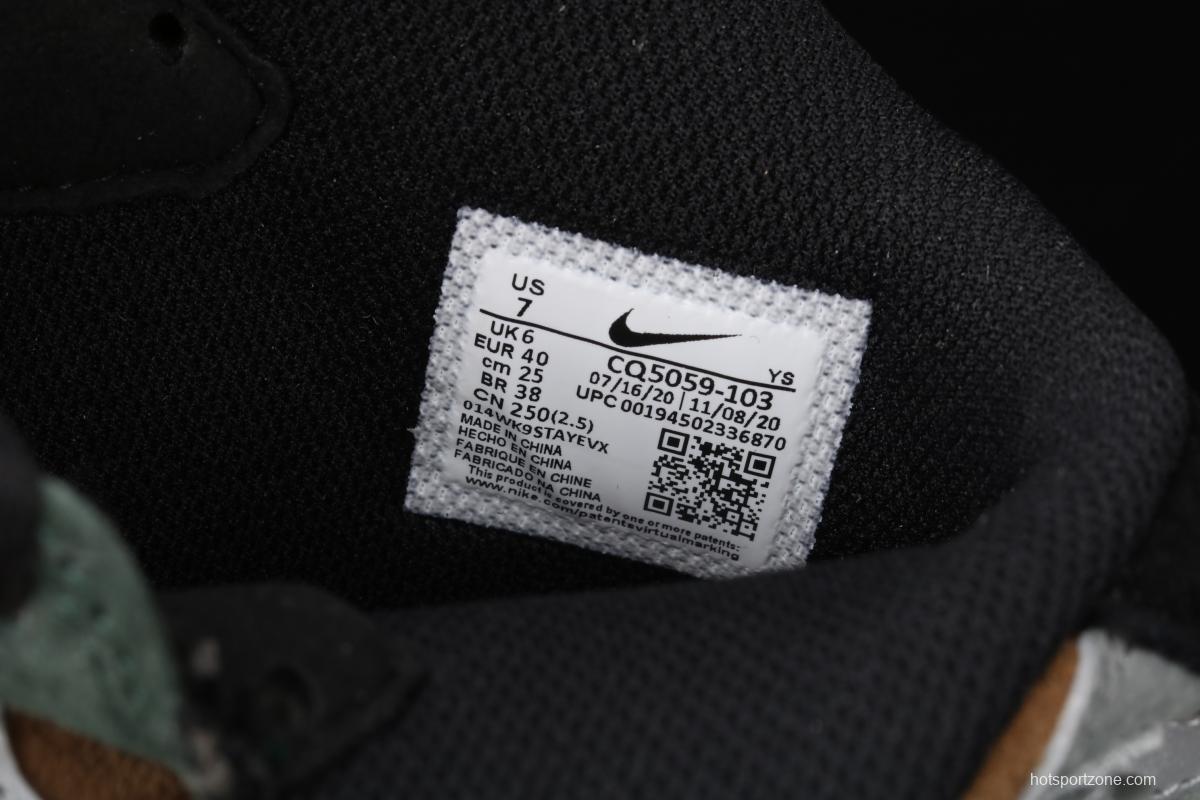 US
7
YS
UK 6
EUR 40
cm 25
BR 38
CN 250(2.5)
CQ5059-103
07/16/20 | 11/08/20
UPC 00194502336870
014WK9STAYEVX
MADE IN CHINA
HECHO EN CHINA
FABRIQUE EN CHINE
FABRICADO NA CHINA
This product is covered by one or more patents:
www.nike.com/patentsvirtualmarking
hotsportzone.com